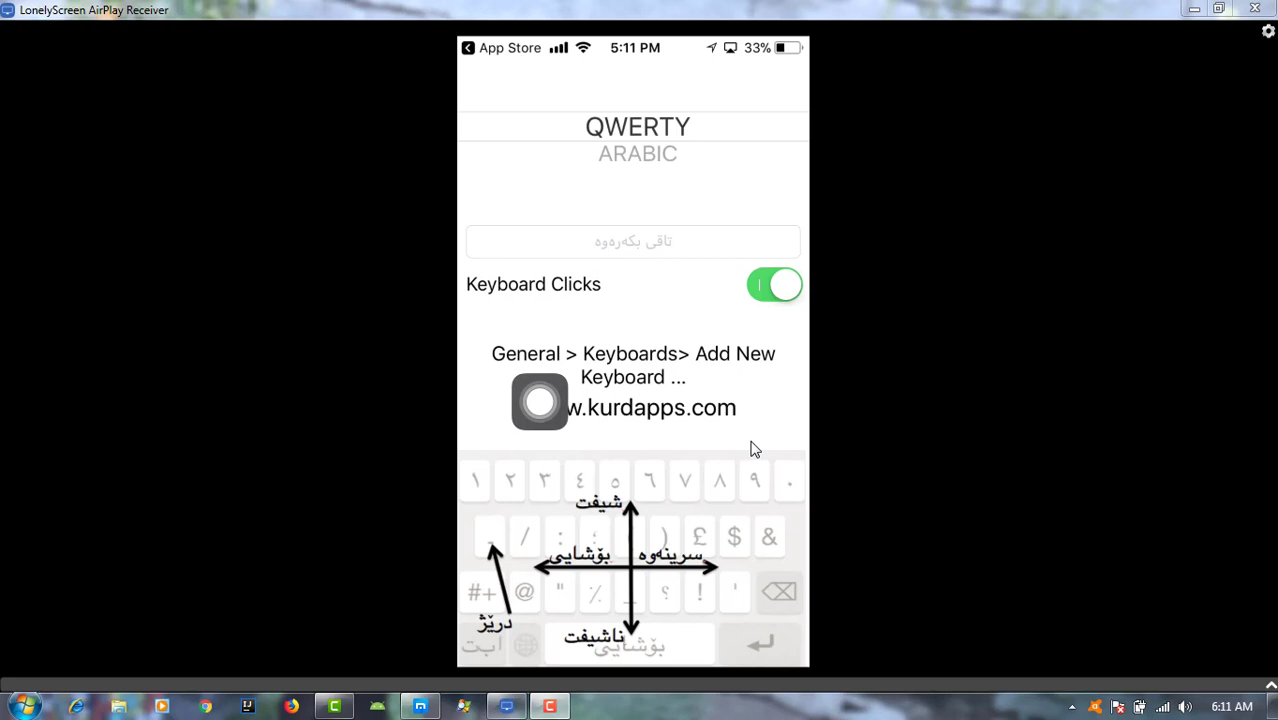 LonelyScreen AirPlay Receiver
App Store 5:11 PM 33%
QWERTY
ARABIC
تاقی بکەرەوە
Keyboard Clicks
General > Keyboards> Add New
Keyboard ...
w.kurdapps.com
١ ٢ ٣ ٤ ٥ ٦ ٧ ٨ ٩ ٠
شیفت
- / : ؛ ) £ $ &
بۆشایی سڕینەوە
#+ @ " ٪ _ ؟ ! '
درێژ
ناشیفت
ابت بۆشایی
6:11 AM